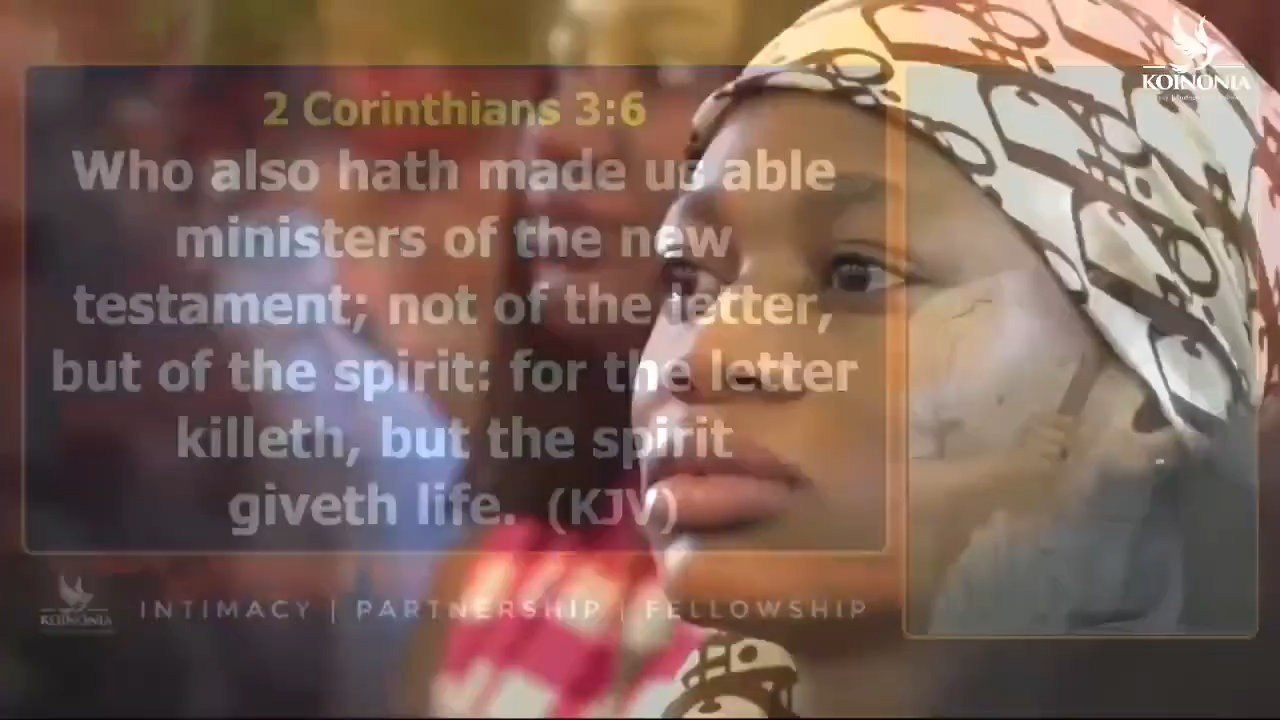 KOINONIA
2 Corinthians 3:6
Who also hath made us able
ministers of the new
testament; not of the letter,
but of the spirit: for the letter
killeth, but the spirit
giveth life. (KJV)
KOINONIA
INTIMACY | PARTNERSHIP | FELLOWSHIP